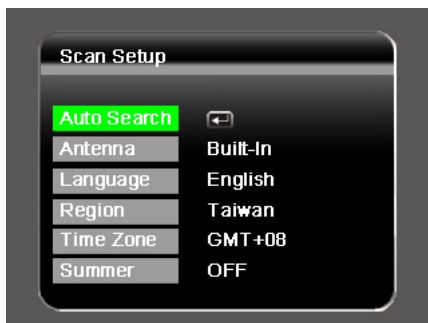 Scan Setup
Auto Search
Antenna Built-In
Language English
Region Taiwan
Time Zone GMT+08
Summer OFF